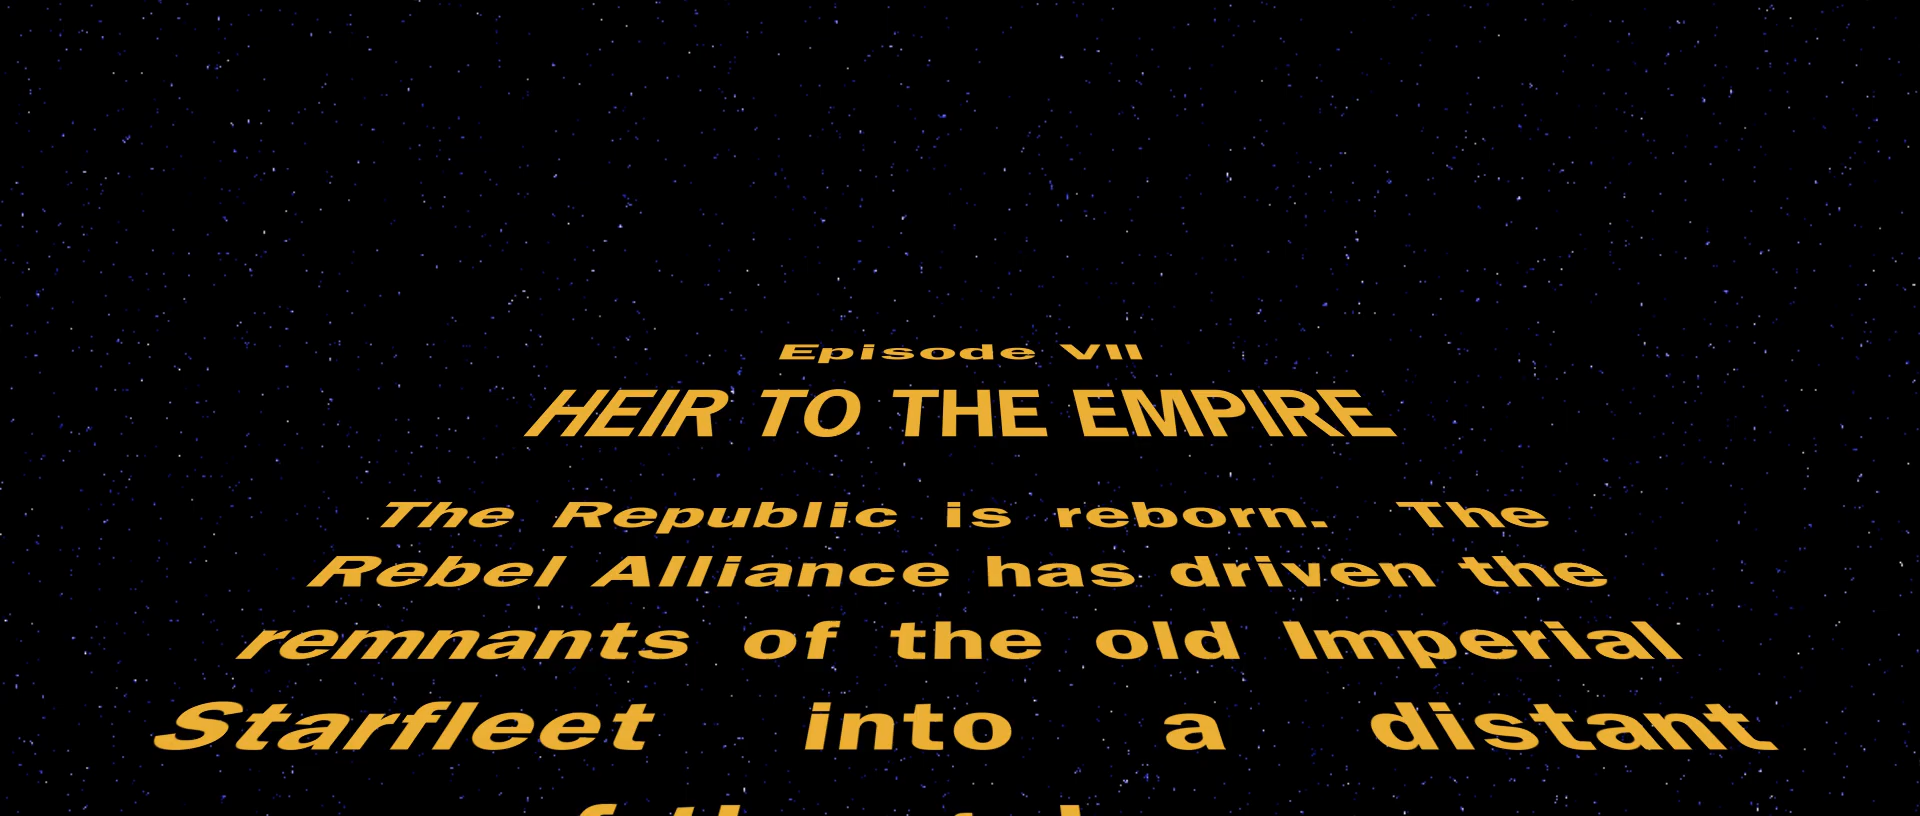 Episode VII
HEIR TO THE EMPIRE
The Republic is reborn. The
Rebel Alliance has driven the
remnants of the old Imperial
Starfleet into a distant